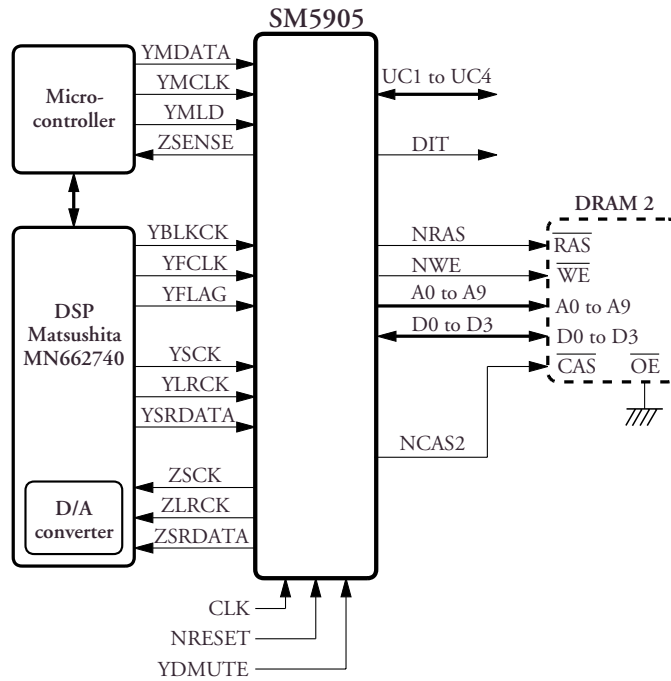 SM5905
YMDATA
YMCLK
YMLD
ZSENSE
Micro-
controller
UC1 to UC4
DIT
DRAM 2
YBLKCK
YFCLK
YFLAG
DSP
Matsushita
MN662740
YSCK
YLRCK
YSRDATA
NRAS
NWE
A0 to A9
D0 to D3
RAS
WE
A0 to A9
D0 to D3
CAS OE
NCAS2
ZSCK
ZLRCK
ZSRDATA
D/A
converter
CLK
NRESET
YDMUTE